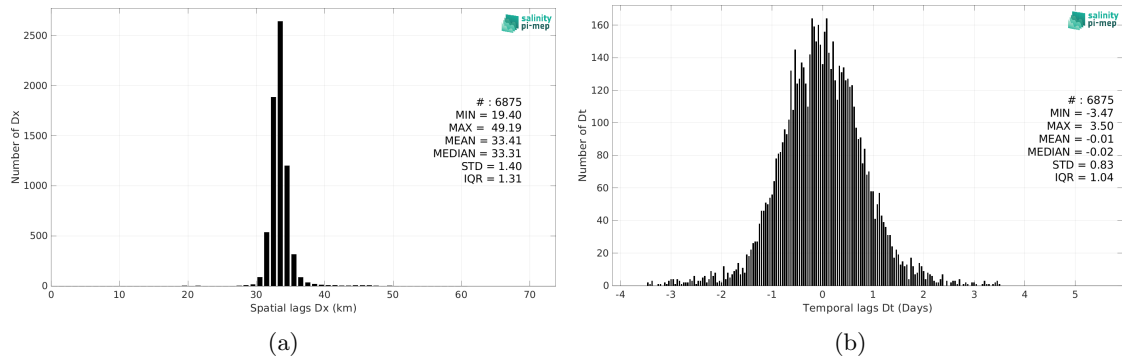 salinity
pi-mep
2500
2000
1500
1000
500
0
Number of Dx
# : 6875
MIN = 19.40
MAX = 49.19
MEAN = 33.41
MEDIAN = 33.31
STD = 1.40
IQR = 1.31
0 10 20 30 40 50 60 70
Spatial lags Dx (km)
(a)
salinity
pi-mep
160
140
120
100
80
60
40
20
0
Number of Dt
# : 6875
MIN = -3.47
MAX = 3.50
MEAN = -0.01
MEDIAN = -0.02
STD = 0.83
IQR = 1.04
-4 -3 -2 -1 0 1 2 3 4 5
Temporal lags Dt (Days)
(b)